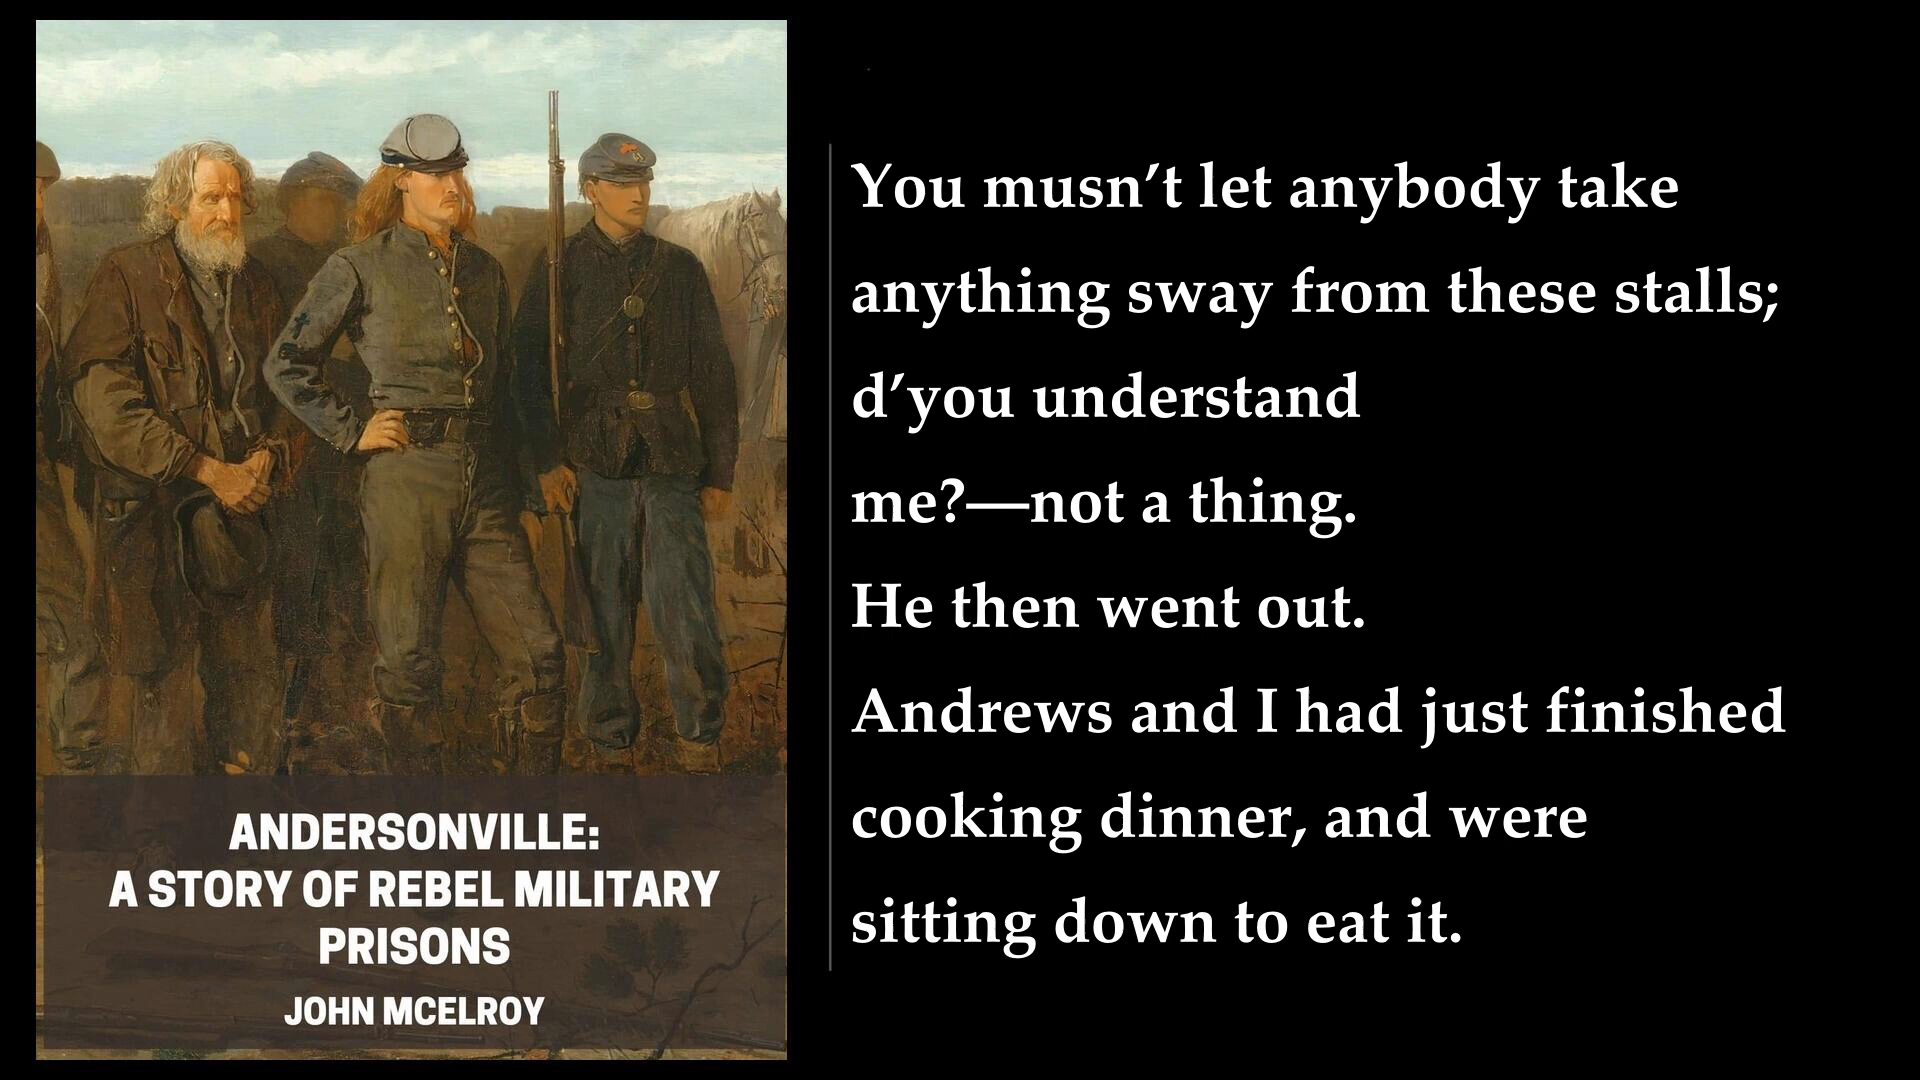 ANDERSONVILLE:
A STORY OF REBEL MILITARY
PRISONS
JOHN MCELROY
You musn’t let anybody take
anything sway from these stalls;
d’you understand
me?—not a thing.
He then went out.
Andrews and I had just finished
cooking dinner, and were
sitting down to eat it.